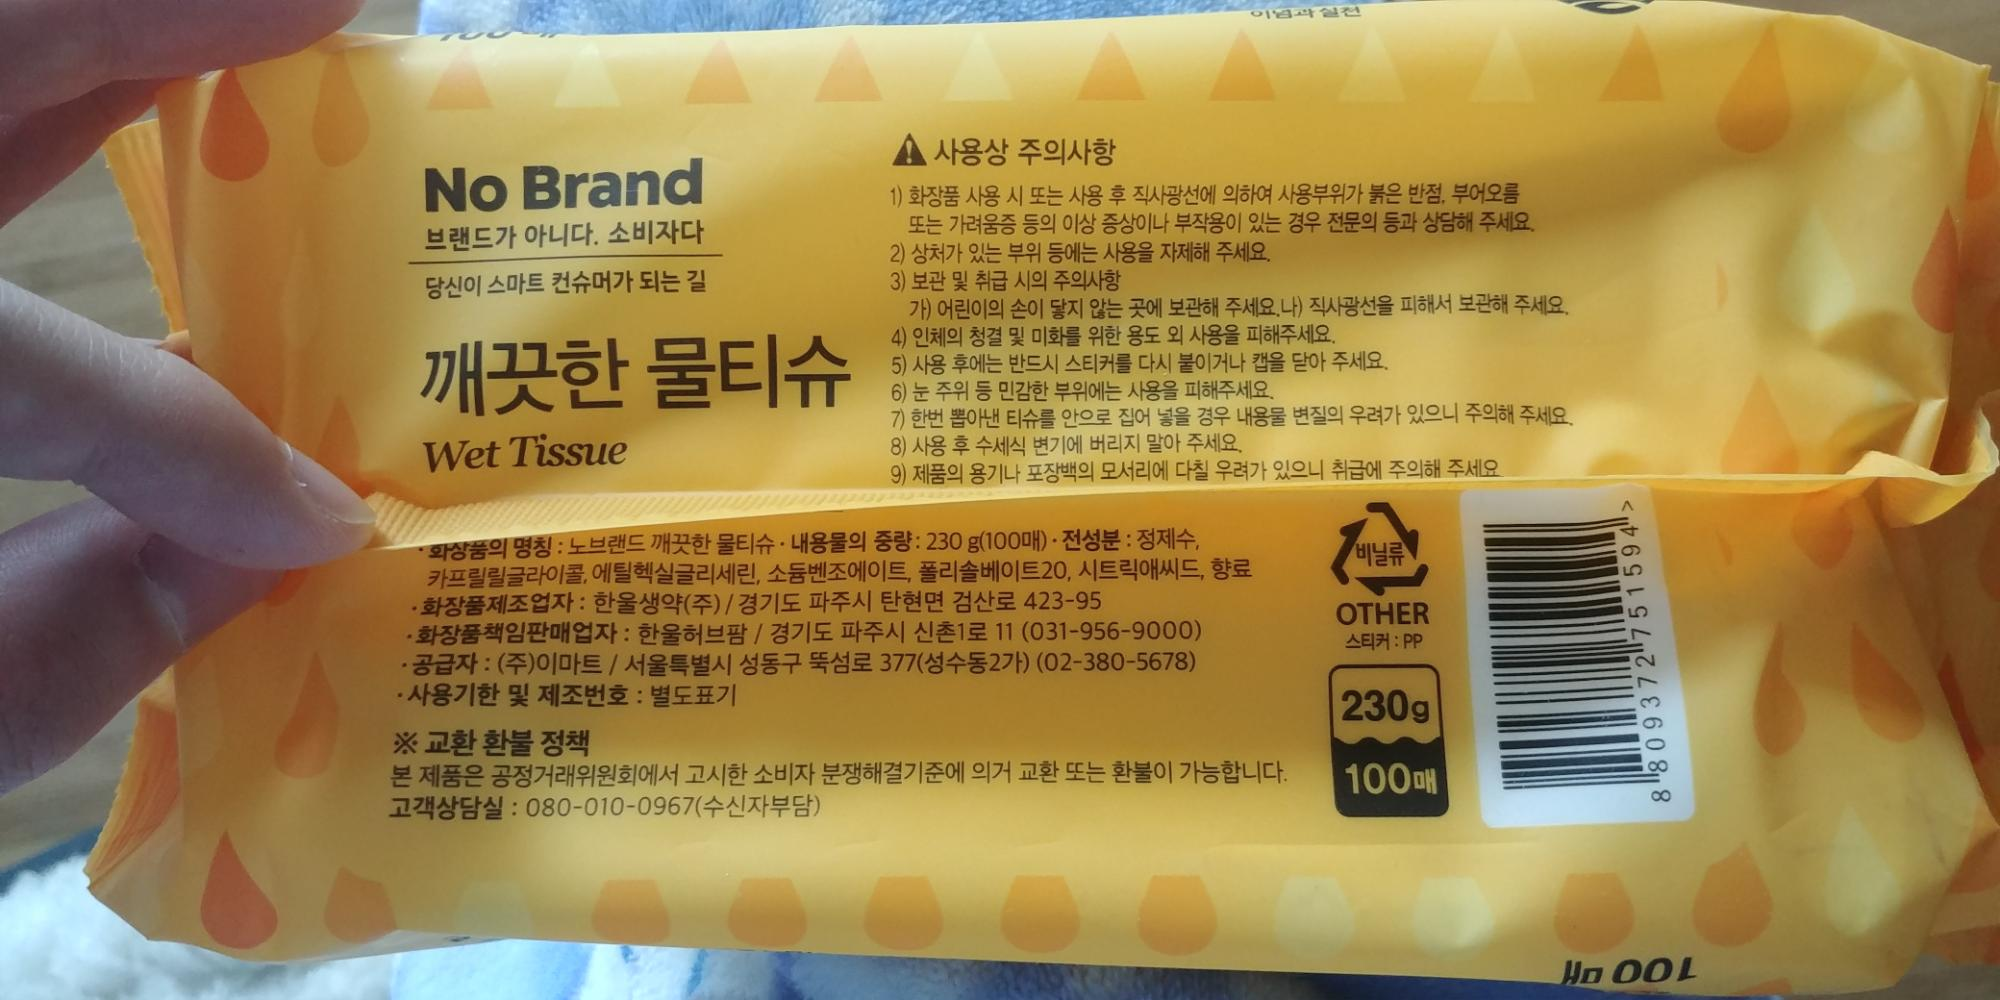 이념과실천
No Brand
브랜드가 아니다. 소비자다
당신이 스마트 컨슈머가 되는 길
깨끗한 물티슈
Wet Tissue
사용상 주의사항
1) 화장품 사용 시 또는 사용 후 직사광선에 의하여 사용부위가 붉은 반점, 부어오름
또는 가려움증 등의 이상 증상이나 부작용이 있는 경우 전문의 등과 상담해 주세요.
2) 상처가 있는 부위 등에는 사용을 자제해 주세요.
3) 보관 및 취급 시의 주의사항
가) 어린이의 손이 닿지 않는 곳에 보관해 주세요.나) 직사광선을 피해서 보관해 주세요.
4) 인체의 청결 및 미화를 위한 용도 외 사용을 피해주세요.
5) 사용 후에는 반드시 스티커를 다시 붙이거나 캡을 닫아 주세요.
6) 눈 주위 등 민감한 부위에는 사용을 피해주세요.
7) 한번 뽑아낸 티슈를 안으로 집어 넣을 경우 내용물 변질의 우려가 있으니 주의해 주세요.
8) 사용 후 수세식 변기에 버리지 말아 주세요.
9) 제품의 용기나 포장백의 모서리에 다칠 우려가 있으니 취급에 주의해 주세요
· 화장품의 명칭 : 노브랜드 깨끗한 물티슈 · 내용물의 중량 : 230 g(100매) · 전성분 : 정제수,
카프릴릴글라이콜, 에틸헥실글리세린, 소듐벤조에이트, 폴리솔베이트20, 시트릭애씨드, 향료
· 화장품제조업자 : 한울생약(주) / 경기도 파주시 탄현면 검산로 423-95
· 화장품책임판매업자 : 한울허브팜 / 경기도 파주시 신촌1로 11 (031-956-9000)
· 공급자 : (주)이마트 / 서울특별시 성동구 뚝섬로 377(성수동2가) (02-380-5678)
· 사용기한 및 제조번호 : 별도표기
※ 교환 환불 정책
본 제품은 공정거래위원회에서 고시한 소비자 분쟁해결기준에 의거 교환 또는 환불이 가능합니다.
고객상담실 : 080-010-0967(수신자부담)
비닐류
OTHER
스티커 : PP
230g
100매
8 809372 751594 >
100 매